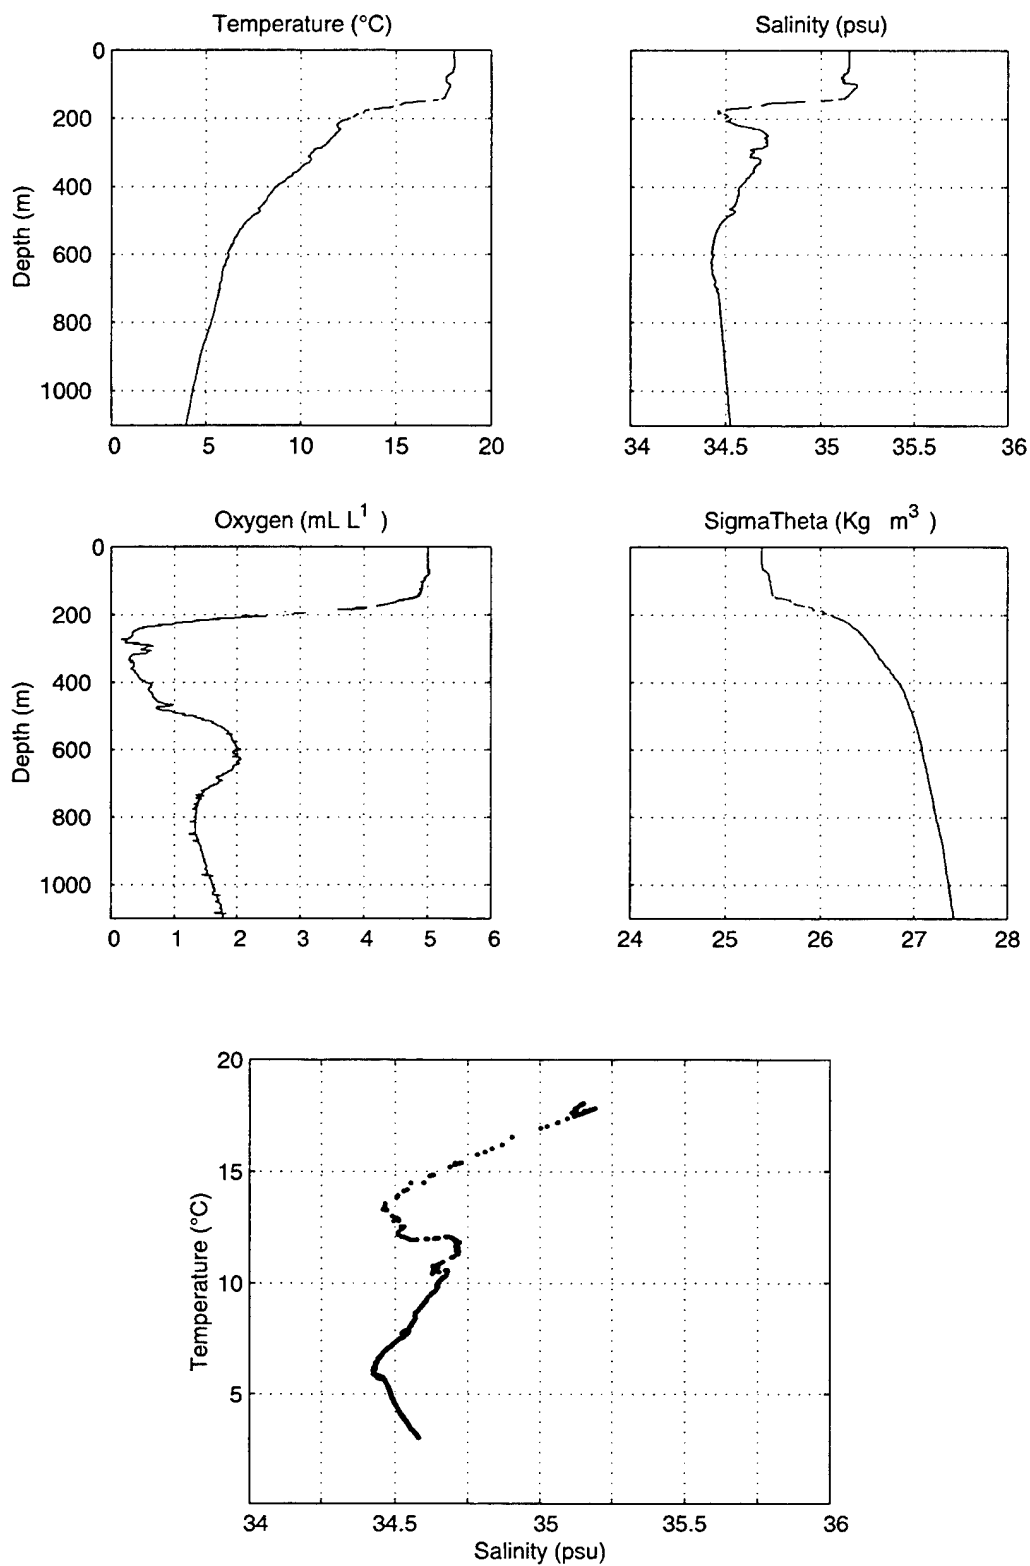 Temperature (°C)
Salinity (psu)
0
200
400
600
800
1000
Depth (m)
0 5 10 15 20
34 34.5 35 35.5 36
Oxygen (mL L1 )
SigmaTheta (Kg m3 )
0
200
400
600
800
1000
Depth (m)
0 1 2 3 4 5 6
24 25 26 27 28
20
15
10
5
Temperature (°C)
34 34.5 35 35.5 36
Salinity (psu)